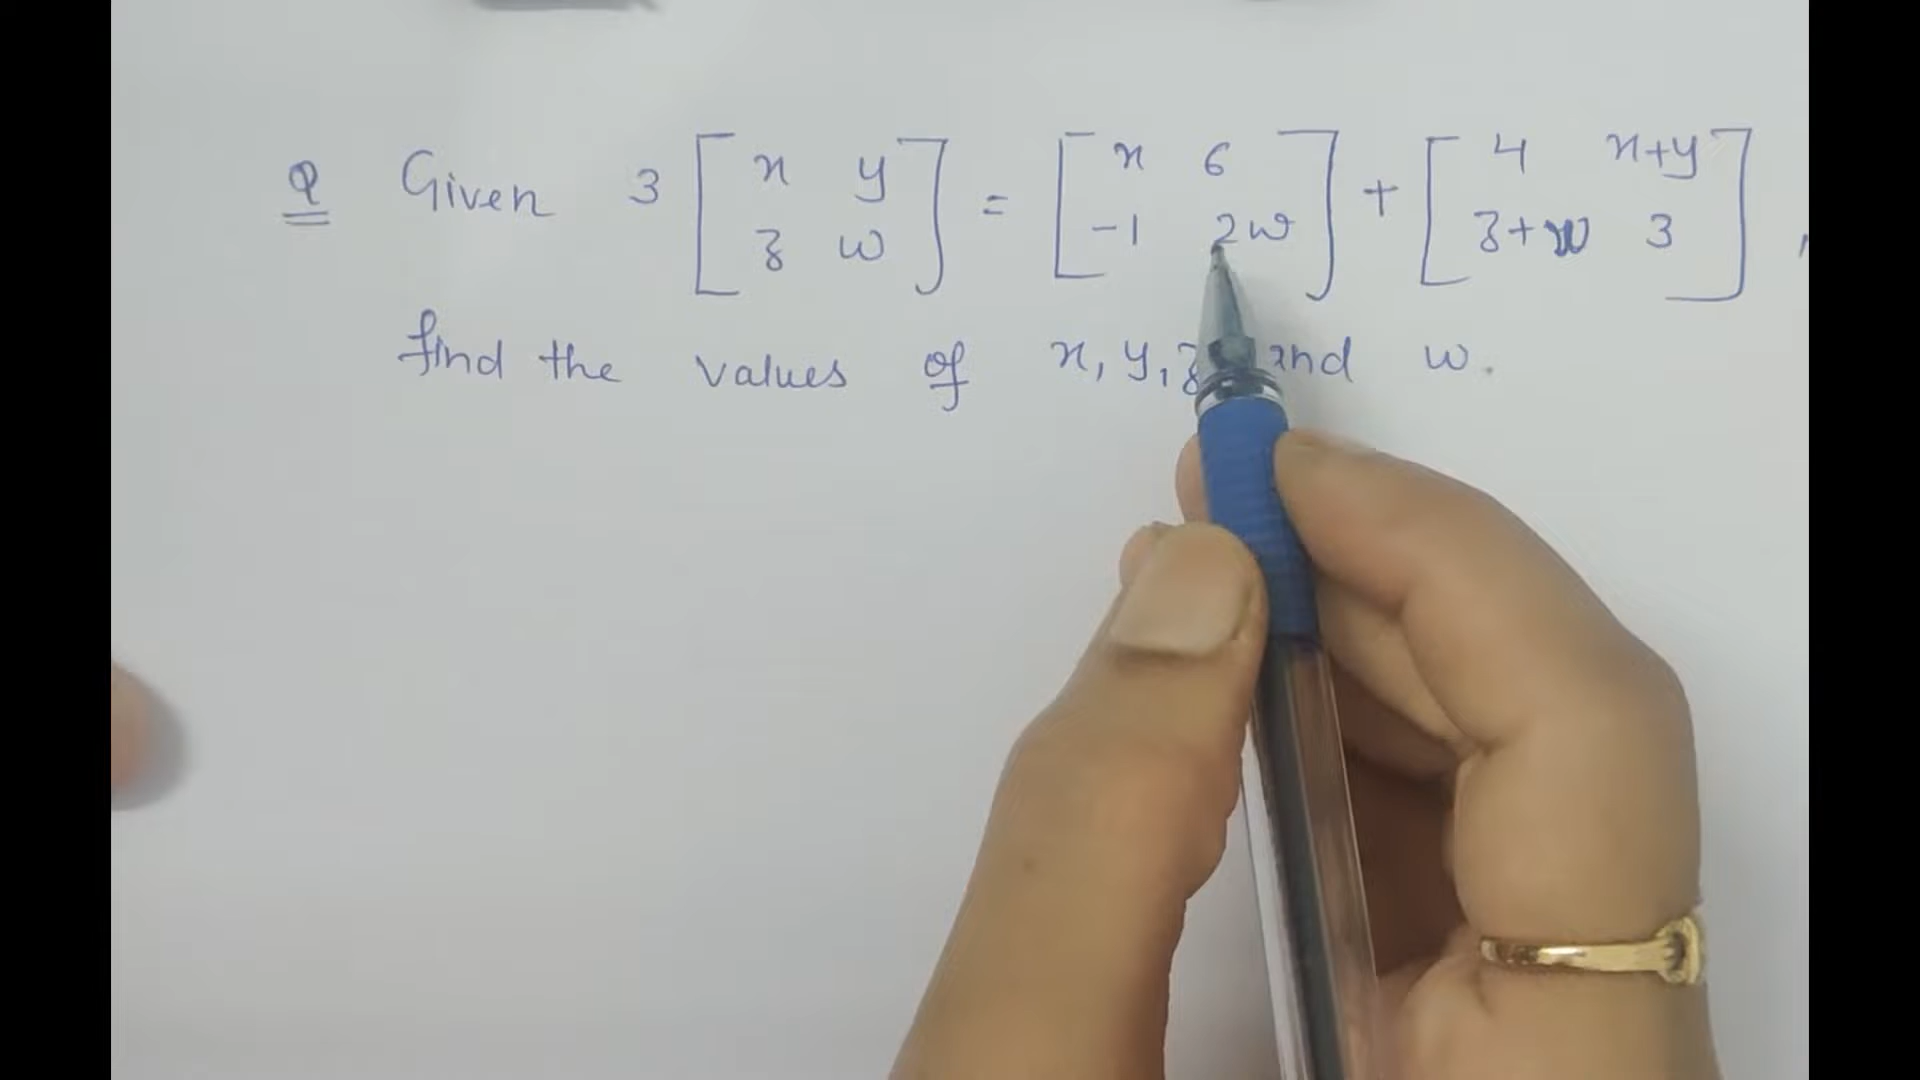 Q Given 3 [x y z w] = [x 6 -1 2w] + [4 x+y z+w 3],
find the values of x, y, z and w.